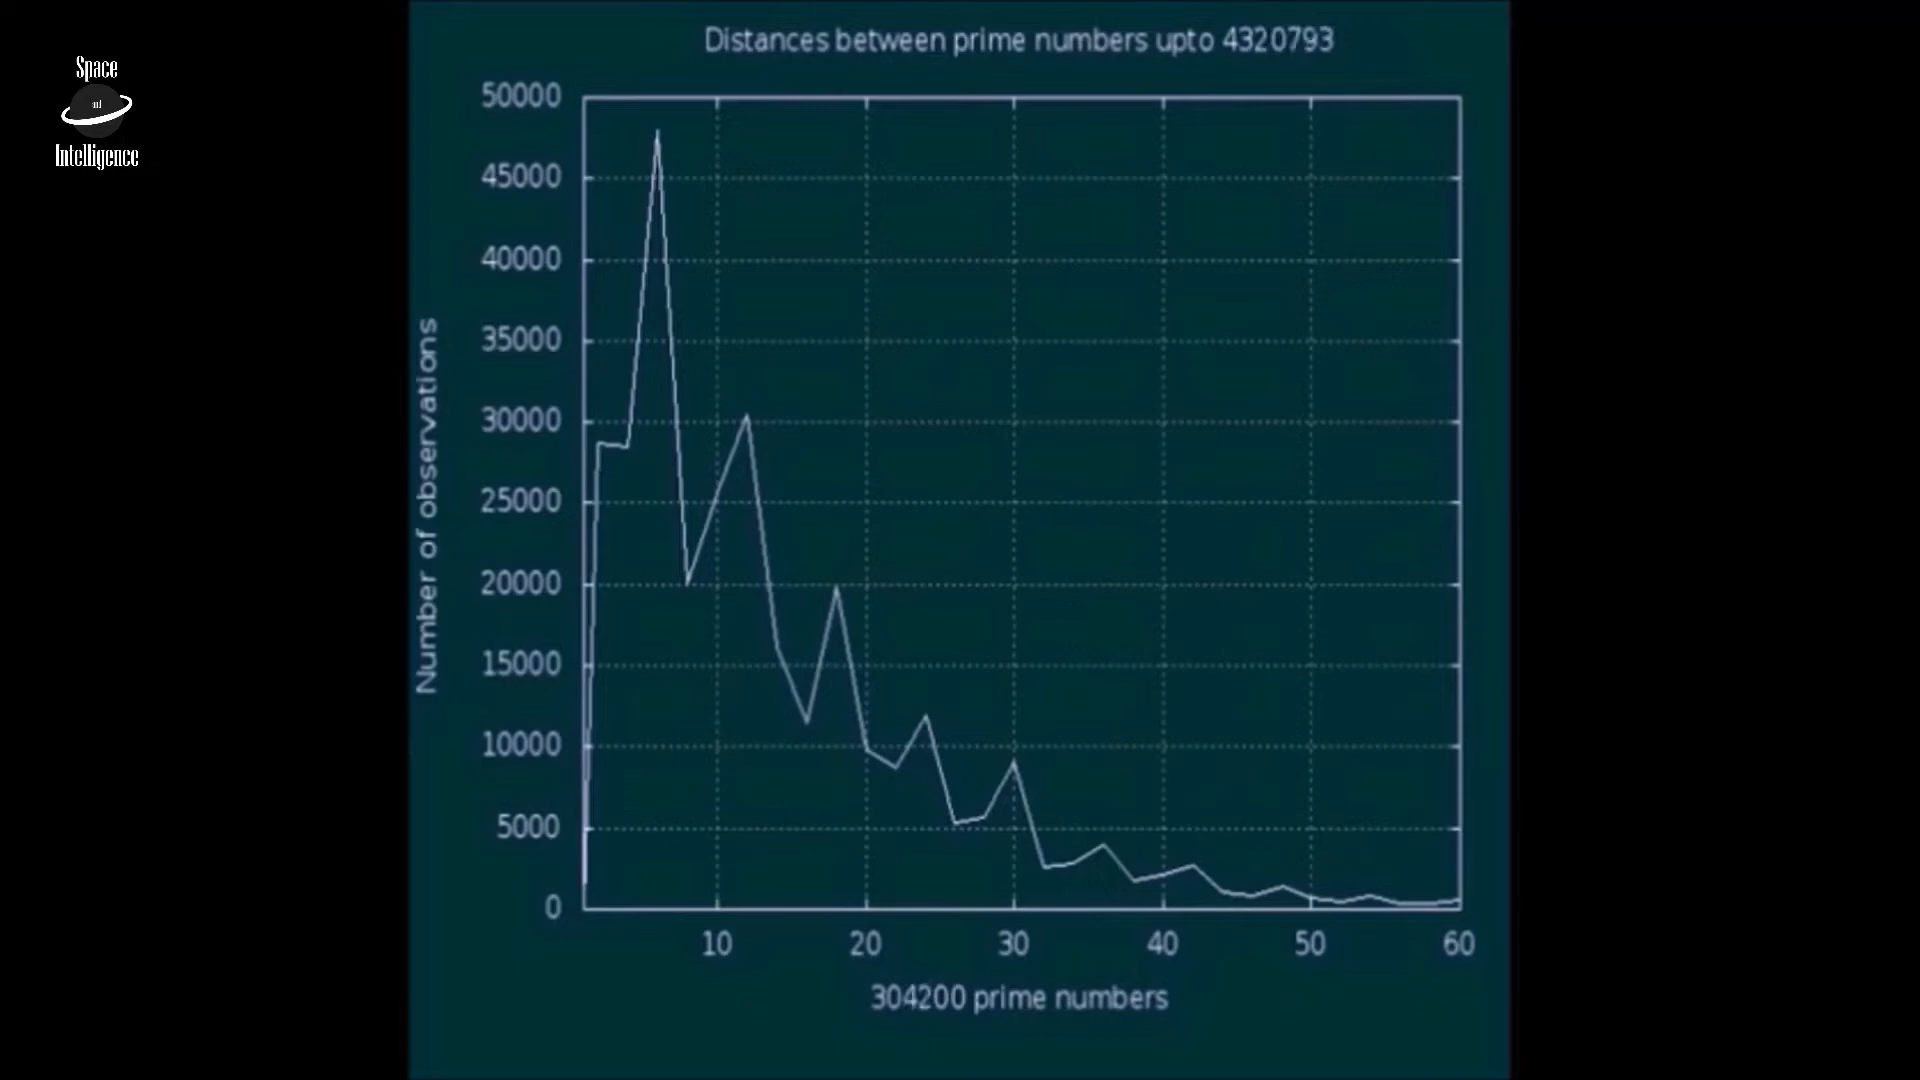 Space
and
Intelligence
Distances between prime numbers upto 4320793
50000
45000
40000
35000
30000
25000
20000
15000
10000
5000
0
Number of observations
10 20 30 40 50 60
304200 prime numbers